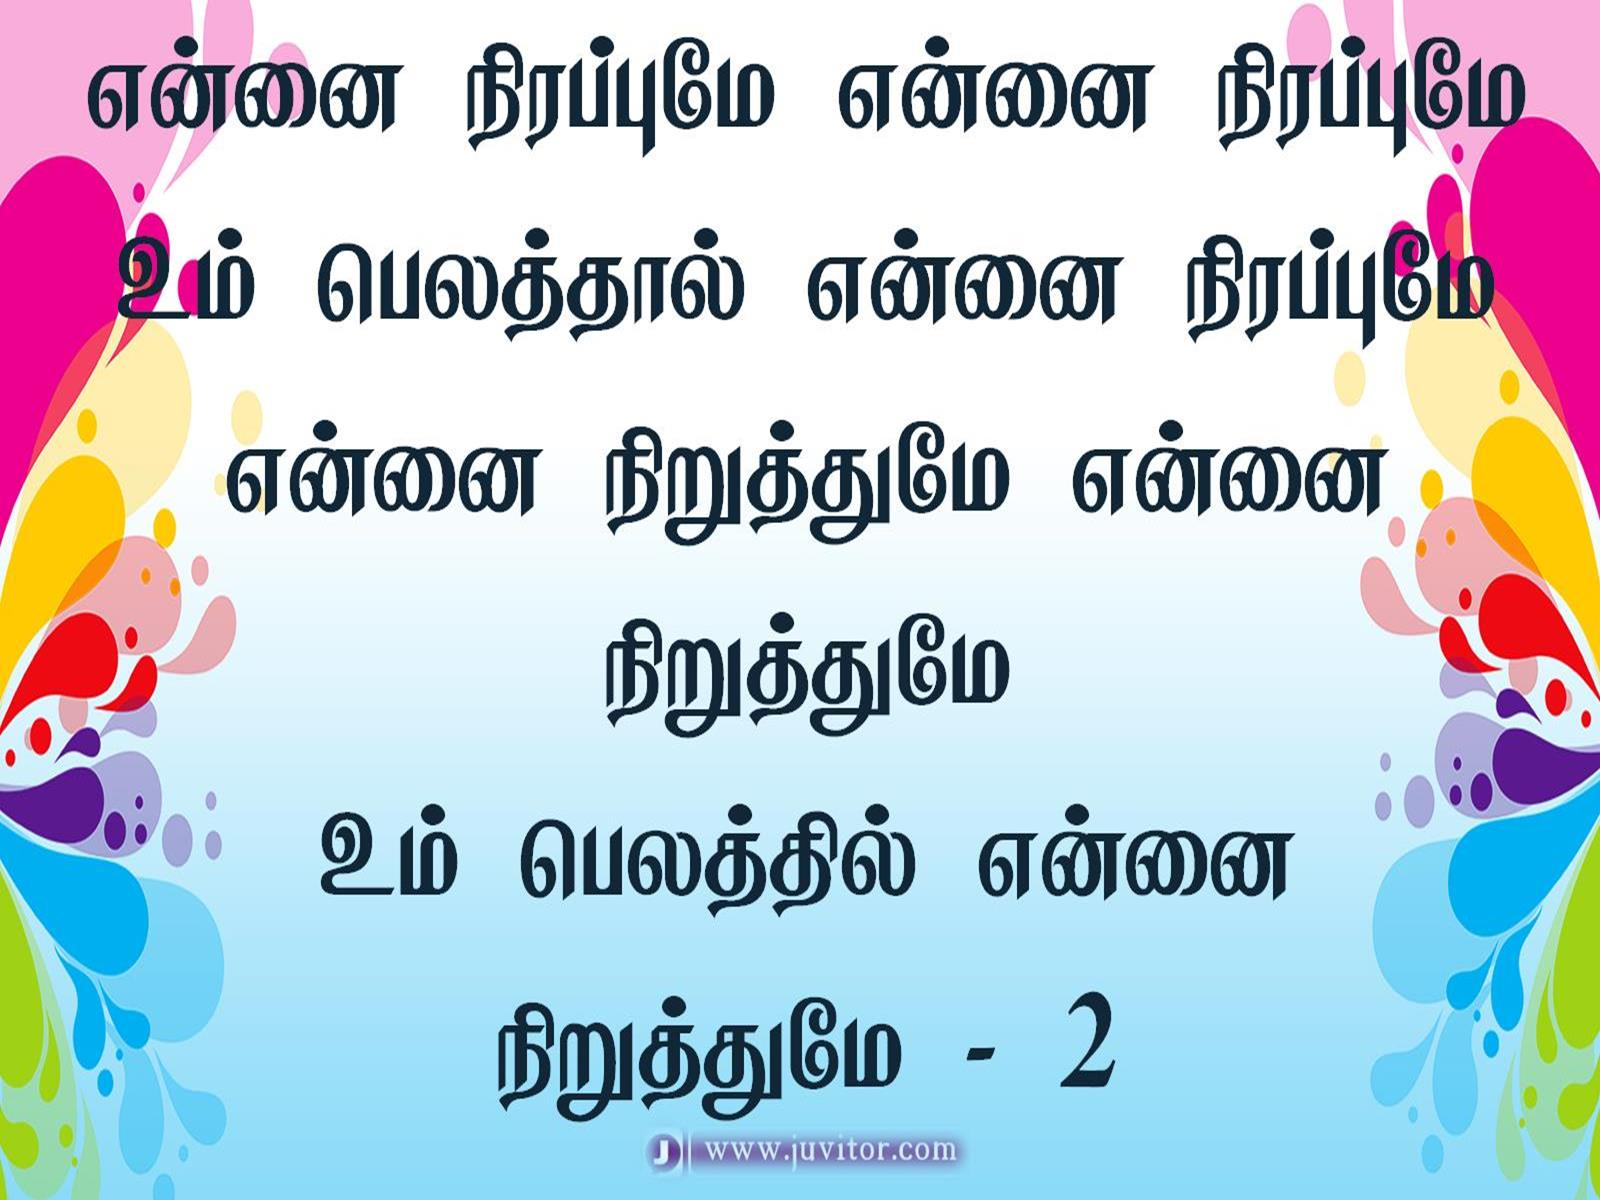 என்னை நிரப்புமே என்னை நிரப்புமே
உம் பெலத்தால் என்னை நிரப்புமே
என்னை நிறுத்துமே என்னை
நிறுத்துமே
உம் பெலத்தில் என்னை
நிறுத்துமே - 2
J www.juvitor.com